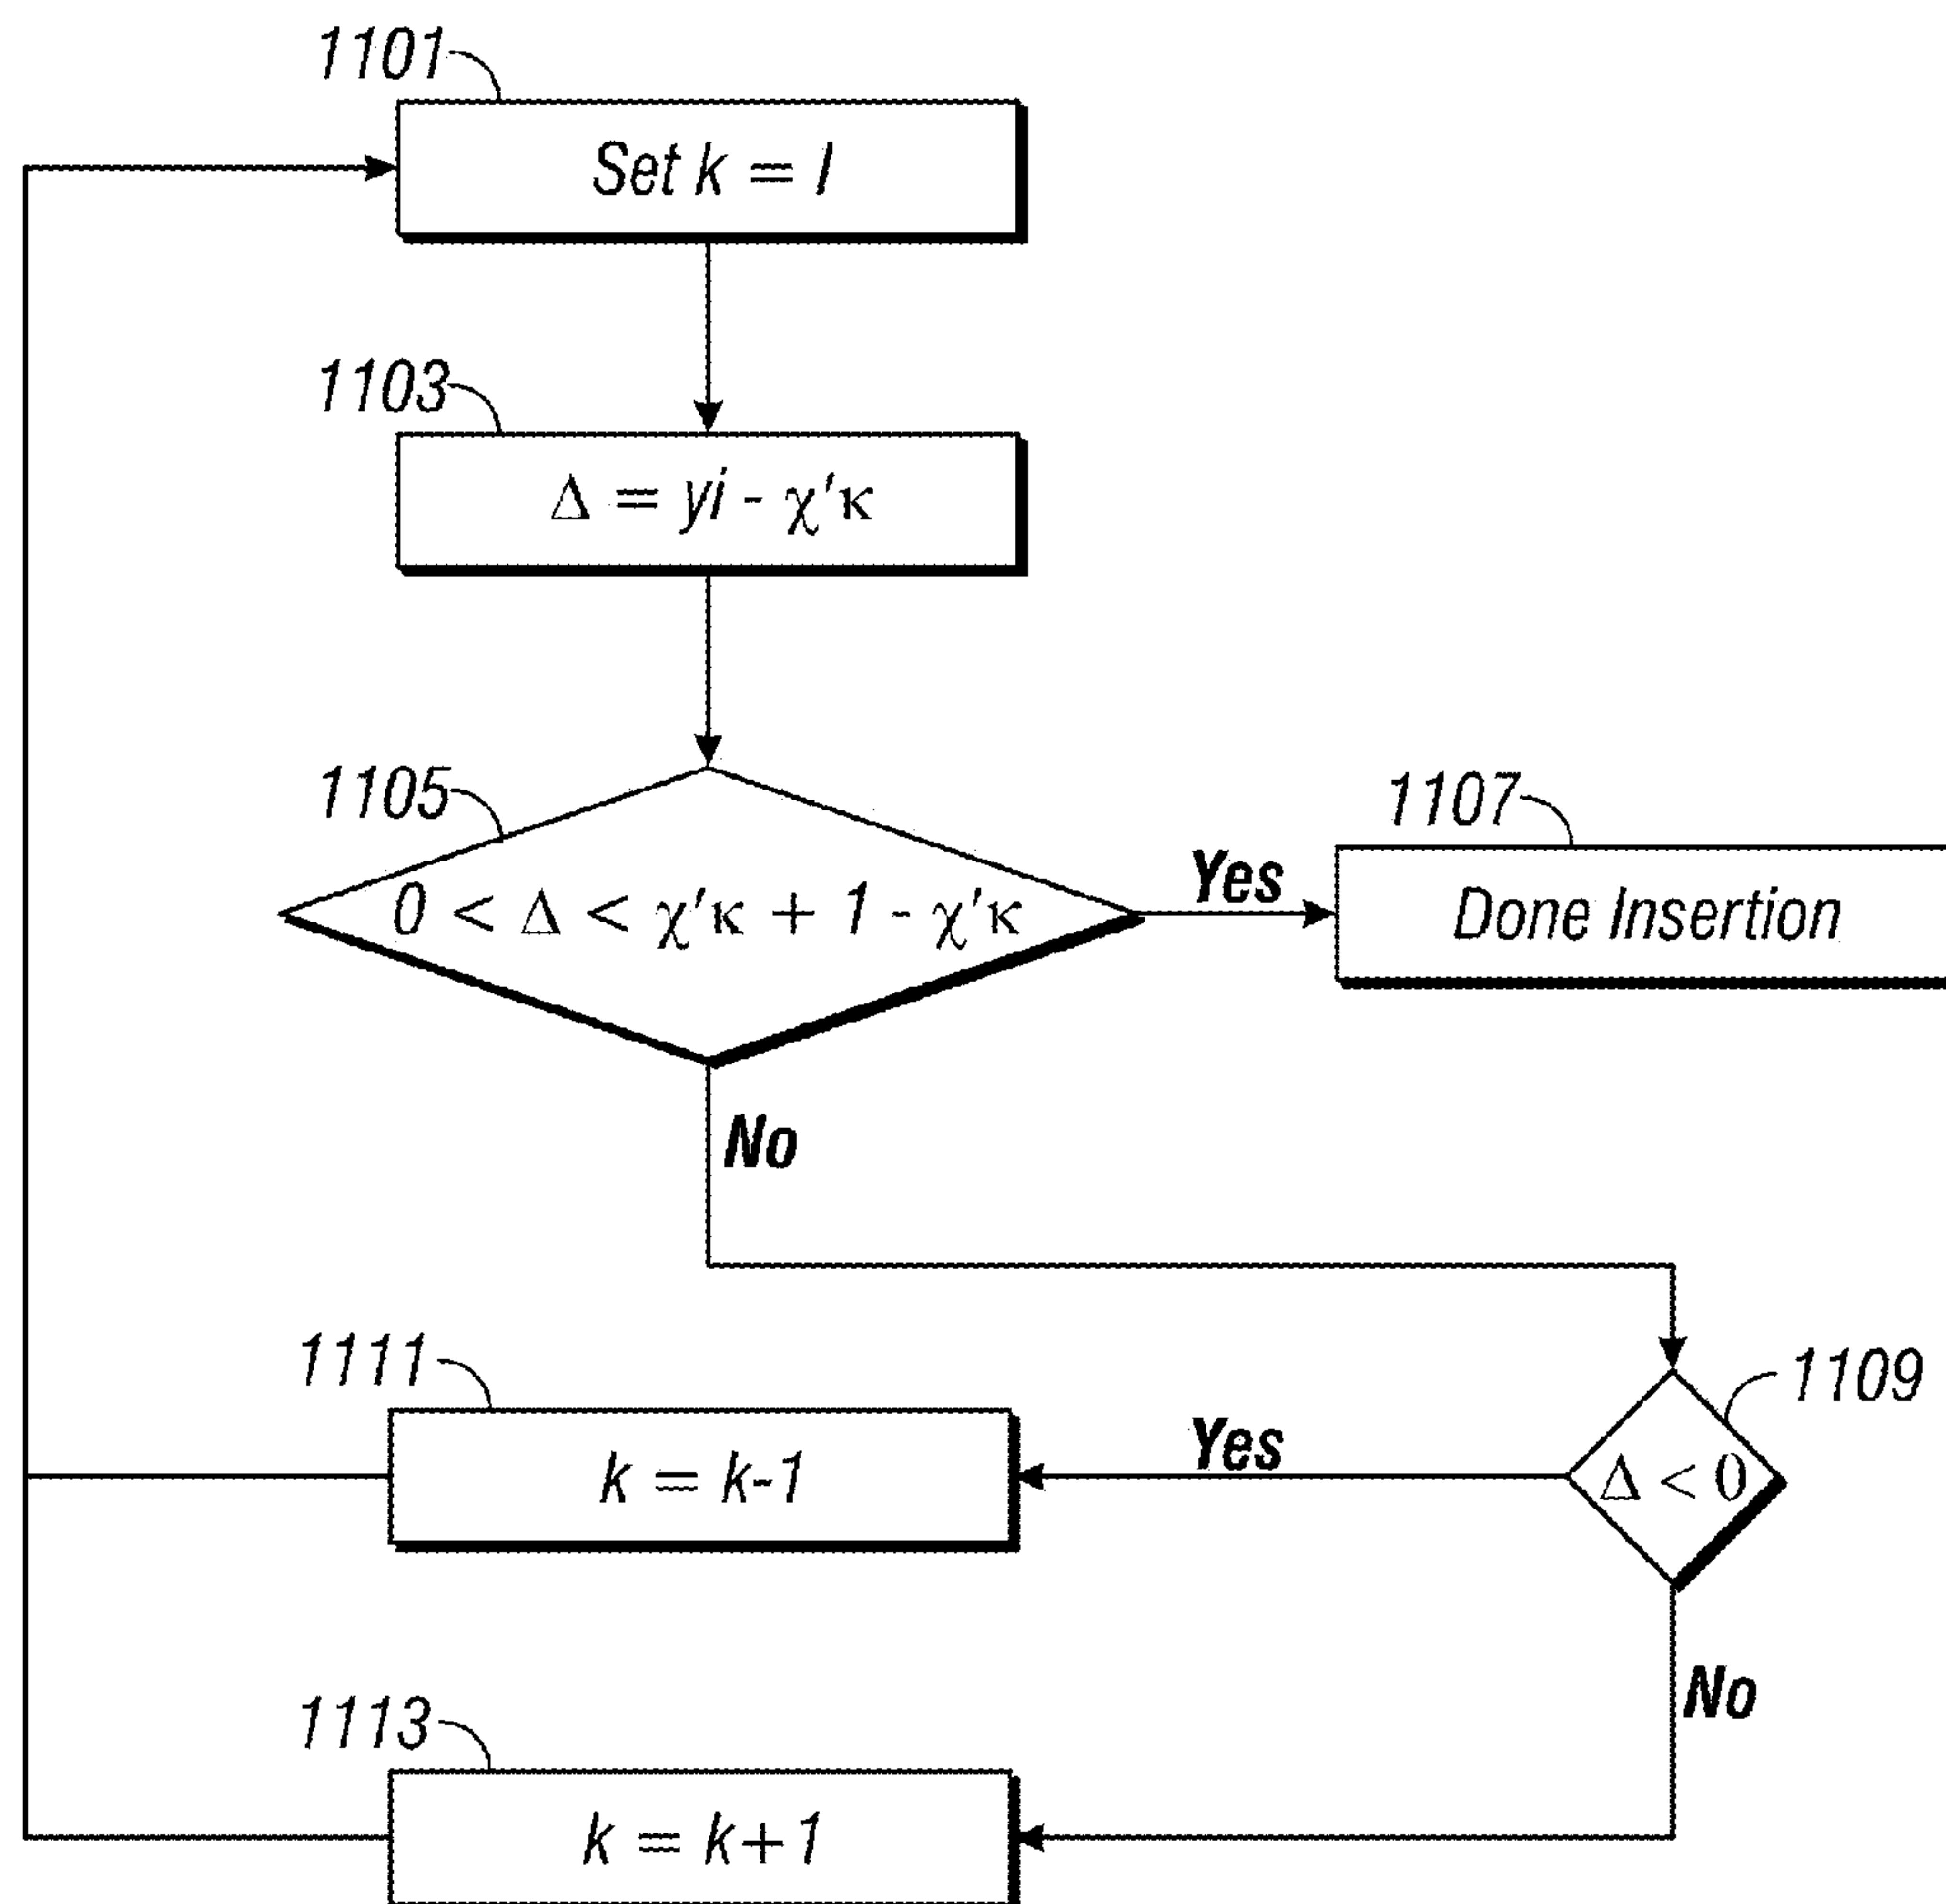 1101
Set k = I
1103
Δ = yi - χ'κ
1105
0 < Δ < χ'κ + 1 - χ'κ
Yes
1107
Done Insertion
No
1109
Δ < 0
Yes
1111
k = k-1
No
1113
k = k+1